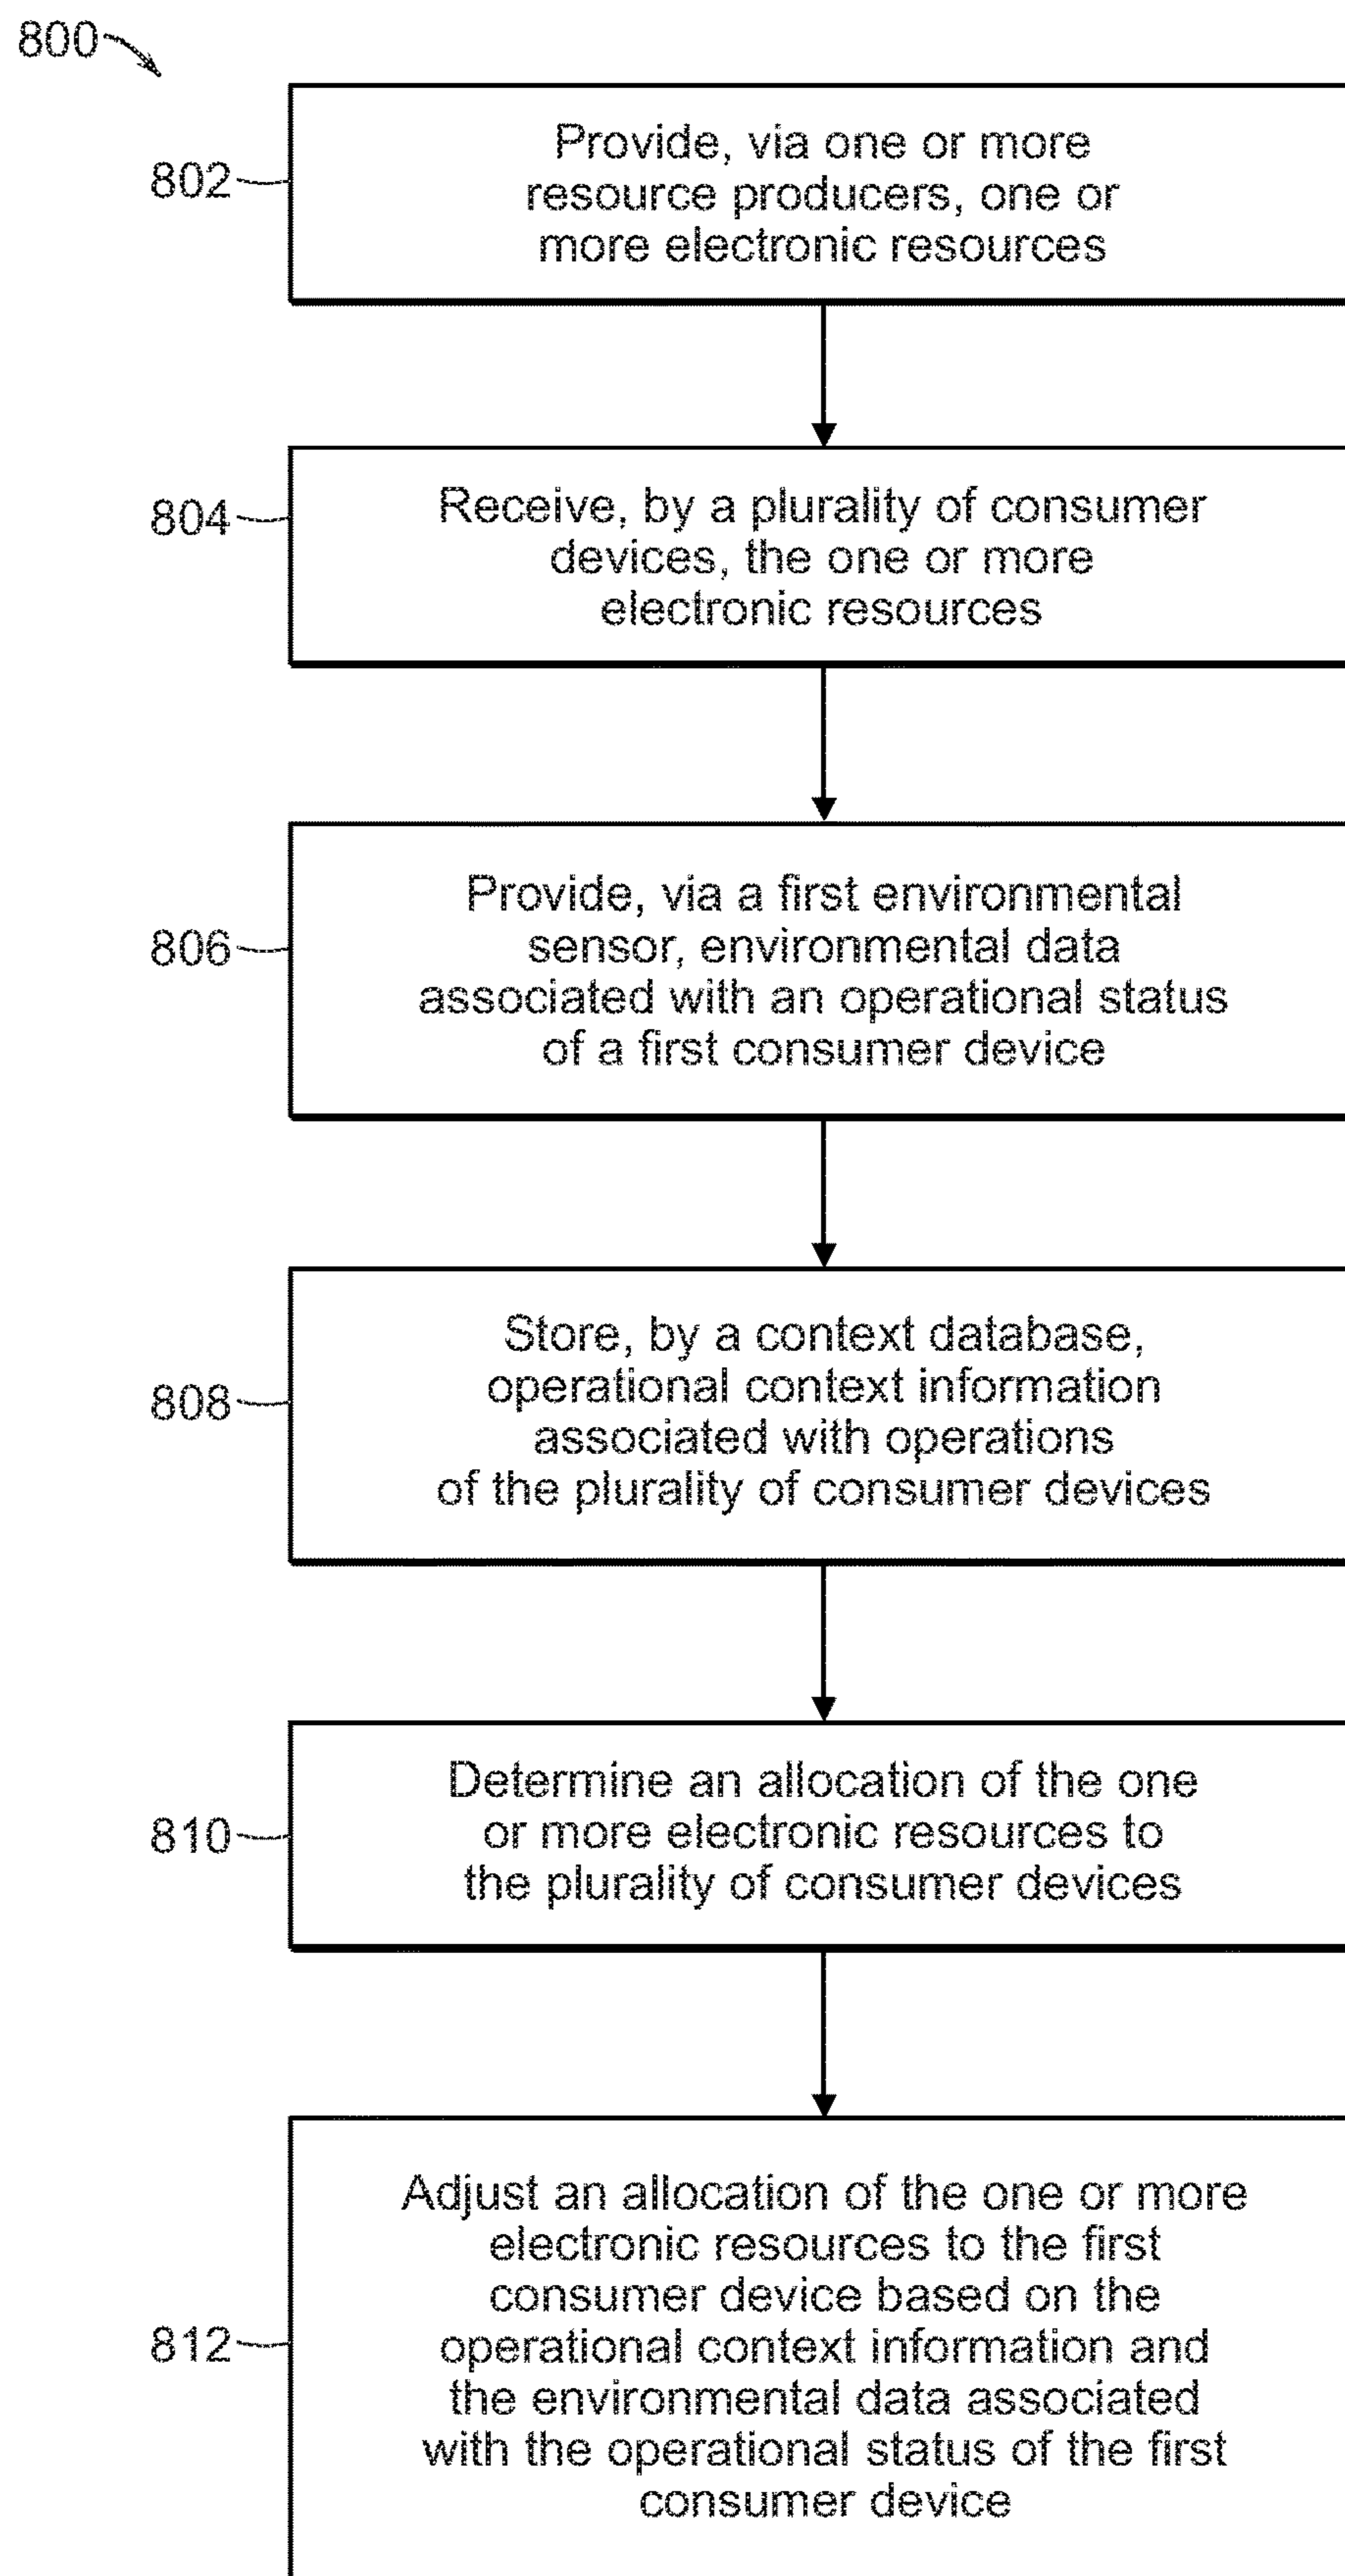 800
802
Provide, via one or more
resource producers, one or
more electronic resources
804
Receive, by a plurality of consumer
devices, the one or more
electronic resources
806
Provide, via a first environmental
sensor, environmental data
associated with an operational status
of a first consumer device
808
Store, by a context database,
operational context information
associated with operations
of the plurality of consumer devices
810
Determine an allocation of the one
or more electronic resources to
the plurality of consumer devices
812
Adjust an allocation of the one or more
electronic resources to the first
consumer device based on the
operational context information and
the environmental data associated
with the operational status of the first
consumer device